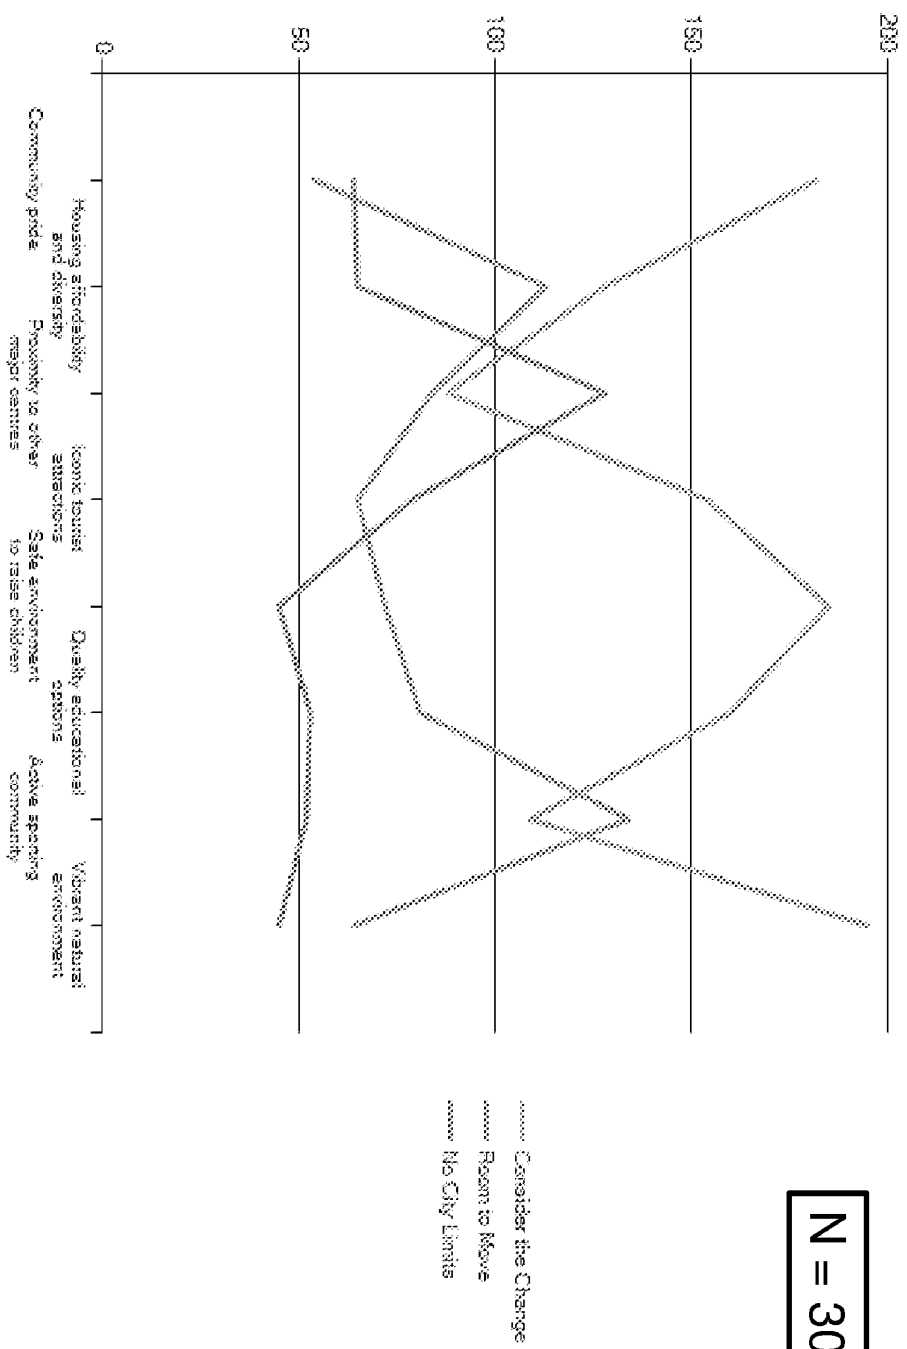 N = 30
200
150
100
50
0
Community pride
Housing affordability
and diversity
Proximity to other
major centres
Iconic tourist
attractions
Safe environment
to raise children
Quality educational
options
Active sporting
community
Vibrant natural
environment
Consider the Change
Room to Move
No City Limits